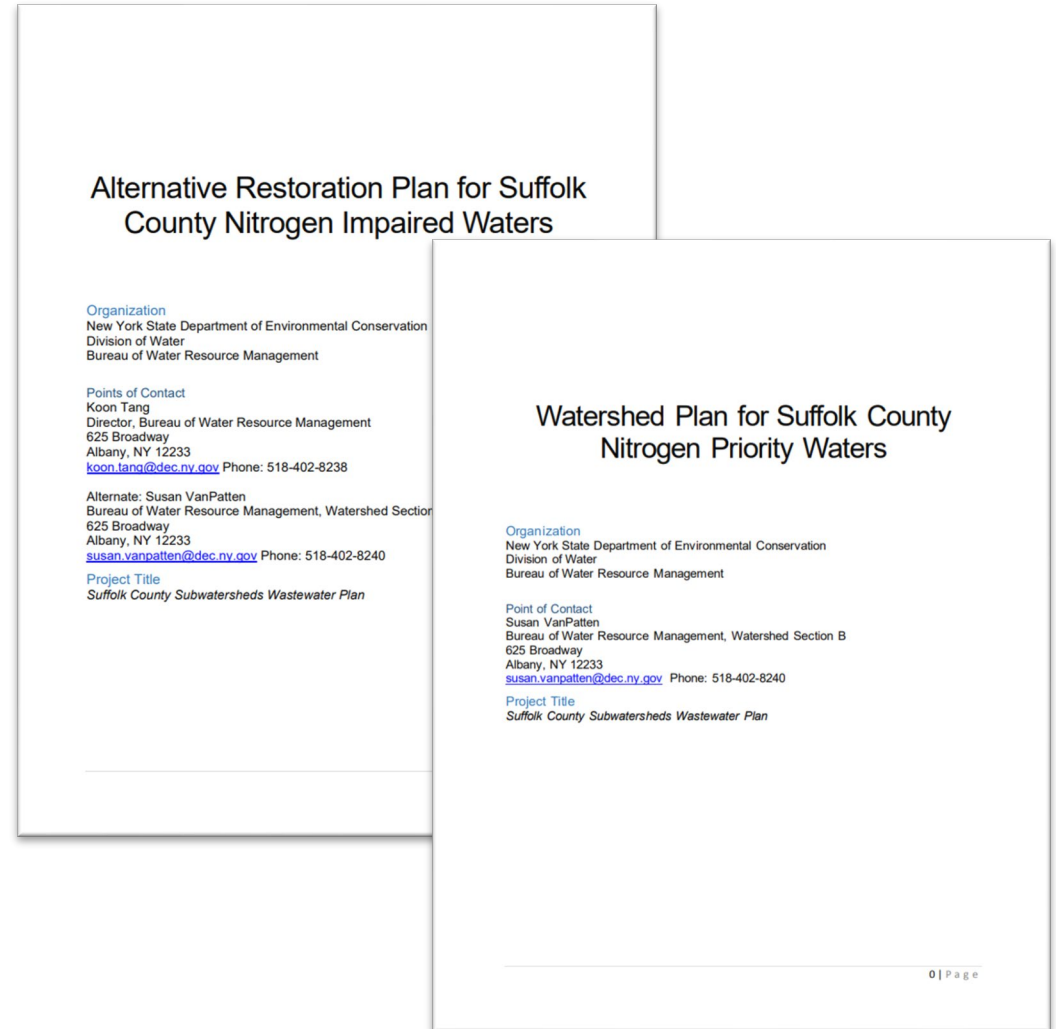 Alternative Restoration Plan for Suffolk
County Nitrogen Impaired Waters
Organization
New York State Department of Environmental Conservation
Division of Water
Bureau of Water Resource Management
Points of Contact
Koon Tang
Director, Bureau of Water Resource Management
625 Broadway
Albany, NY 12233
koon.tang@dec.ny.gov Phone: 518-402-8238
Alternate: Susan VanPatten
Bureau of Water Resource Management, Watershed Section
625 Broadway
Albany, NY 12233
susan.vanpatten@dec.ny.gov Phone: 518-402-8240
Project Title
Suffolk County Subwatersheds Wastewater Plan
Watershed Plan for Suffolk County
Nitrogen Priority Waters
Organization
New York State Department of Environmental Conservation
Division of Water
Bureau of Water Resource Management
Point of Contact
Susan VanPatten
Bureau of Water Resource Management, Watershed Section B
625 Broadway
Albany, NY 12233
susan.vanpatten@dec.ny.gov Phone: 518-402-8240
Project Title
Suffolk County Subwatersheds Wastewater Plan
0 | Page